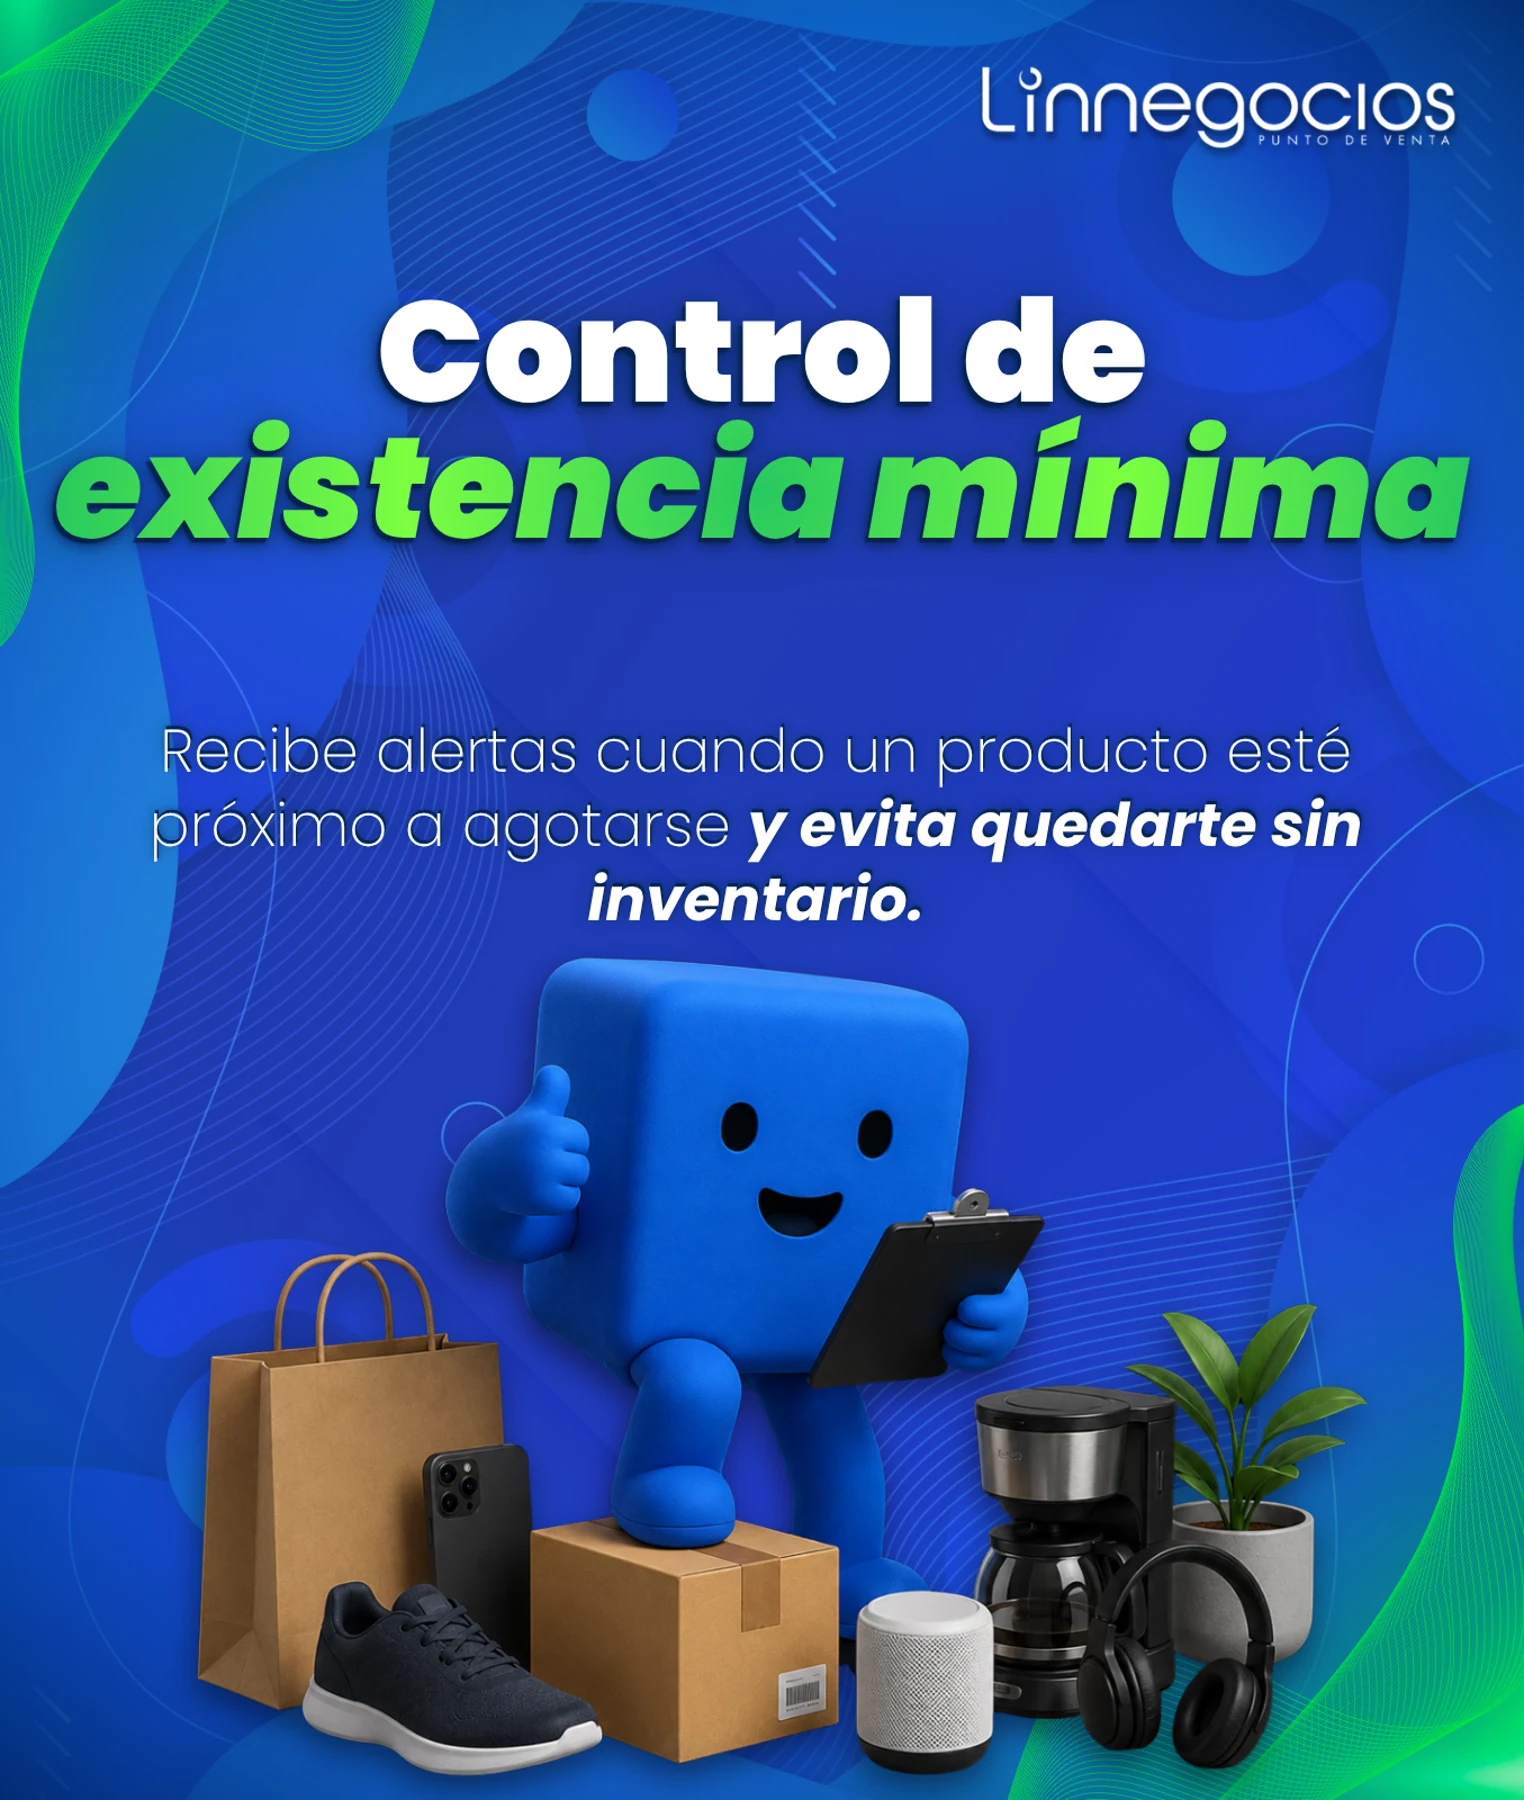 Linnegocios
PUNTO DE VENTA
Control de
existencia mínima
Recibe alertas cuando un producto esté
próximo a agotarse y evita quedarte sin
inventario.